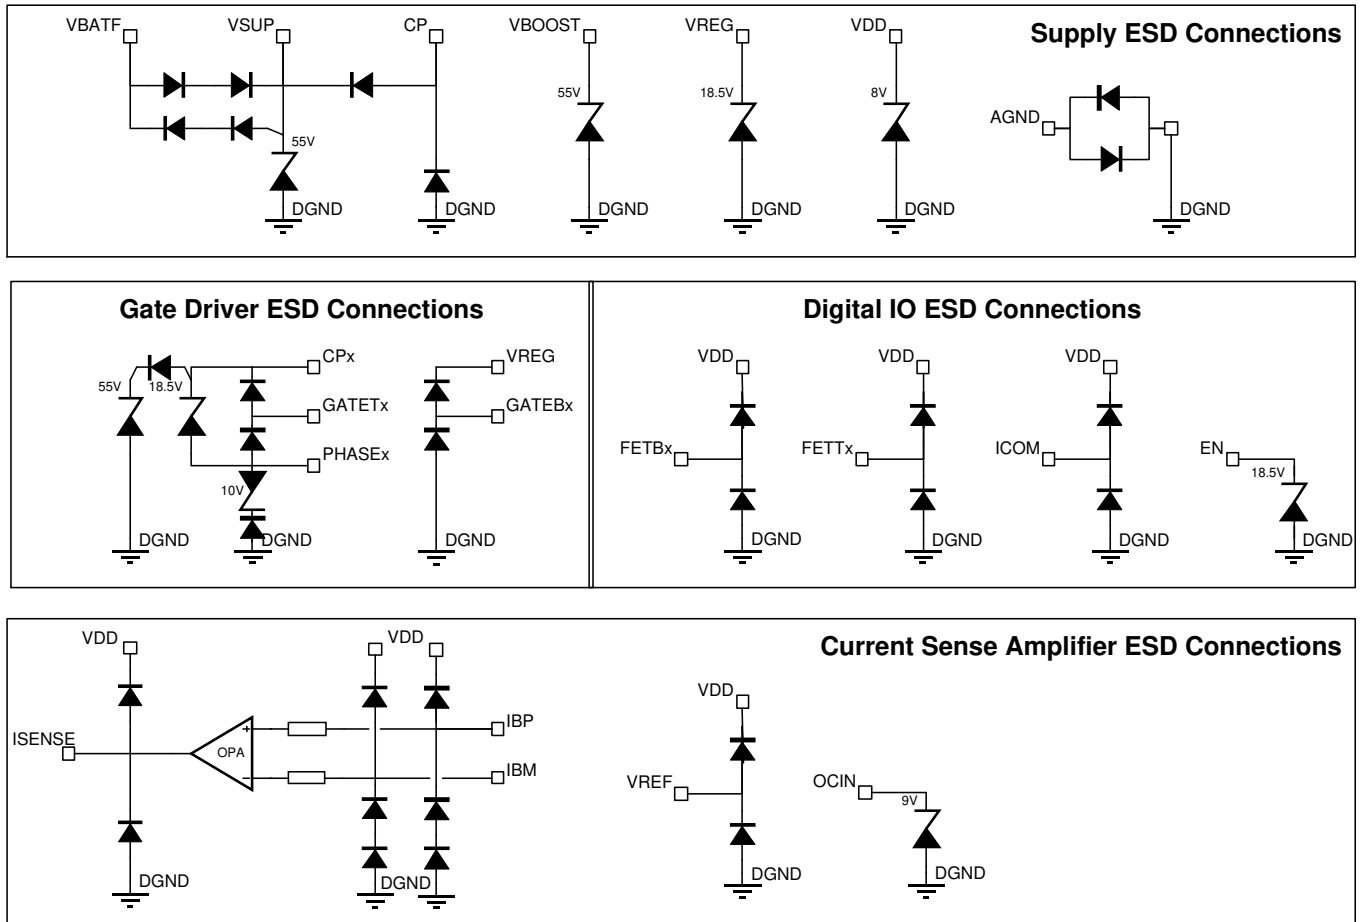 VBATF VSUP CP VBOOST VREG VDD Supply ESD Connections
55V 18.5V 8V
AGND
55V
DGND DGND DGND DGND DGND DGND
Gate Driver ESD Connections
CPx VREG
55V 18.5V
GATETx GATEBx
PHASEx
10V
DGND DGND DGND
Digital IO ESD Connections
VDD VDD VDD
FETBx FETTx ICOM EN
18.5V
DGND DGND DGND DGND
VDD VDD Current Sense Amplifier ESD Connections
VDD
+ IBP
ISENSE OPA
− IBM
VREF OCIN
9V
DGND DGND DGND DGND